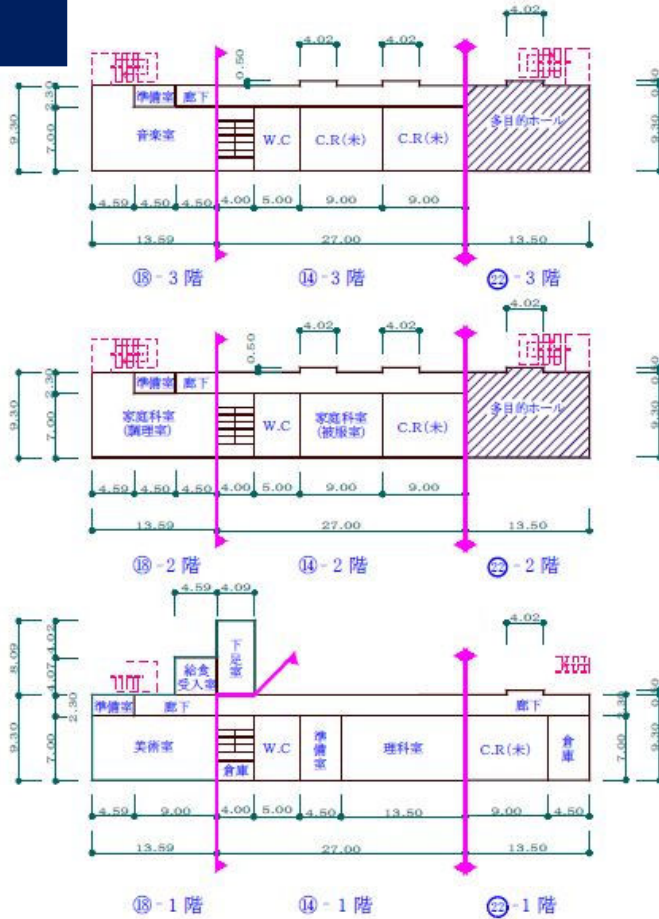 4.02 4.02 4.02
0.50
2.30
9.30
7.00
9.30
準備室 廊下
音楽室
W.C
C.R(未)
C.R(未)
多目的ホール
4.59 4.50 4.50 4.00 5.00 9.00 9.00
13.59 27.00 13.50
⑱-3階 ⑭-3階 ㉒-3階
4.02 4.02 4.02
0.50
2.30
9.30
7.00
9.30
準備室 廊下
家庭科室
(調理室)
W.C
家庭科室
(被服室)
C.R(未)
多目的ホール
4.59 4.50 4.50 4.00 5.00 9.00 9.00
13.59 27.00 13.50
⑱-2階 ⑭-2階 ㉒-2階
4.59 4.09
4.02
8.09
4.02
4.07
2.30
9.30
7.00
下足室
給食
受入室
準備室 廊下
廊下
美術室
倉庫
W.C
準備室
理科室
C.R(未)
倉庫
2.30
7.00
9.30
4.59 9.00 4.00 5.00 4.50 13.50 9.00 4.50
13.59 27.00 13.50
⑱-1階 ⑭-1階 ㉒-1階